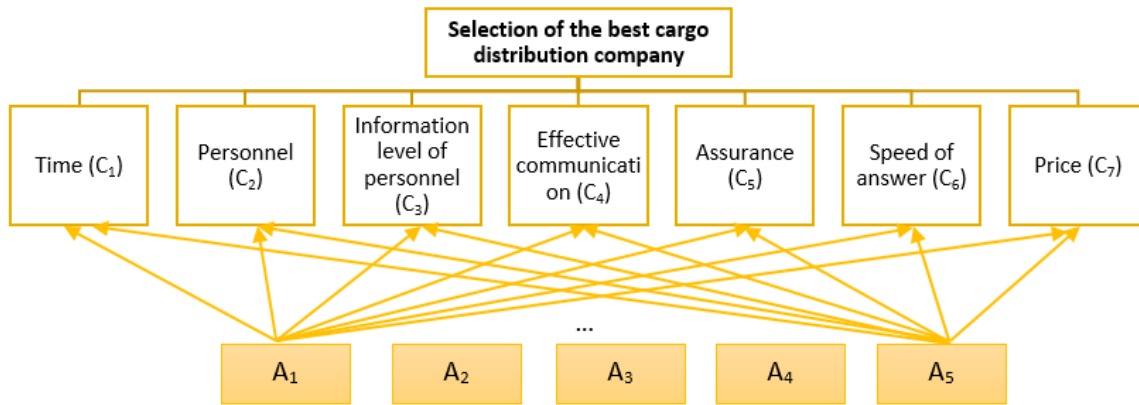 Selection of the best cargo
distribution company
Time (C₁)
Personnel
(C₂)
Information
level of
personnel
(C₃)
Effective
communicati
on (C₄)
Assurance
(C₅)
Speed of
answer (C₆)
Price (C₇)
...
A₁
A₂
A₃
A₄
A₅